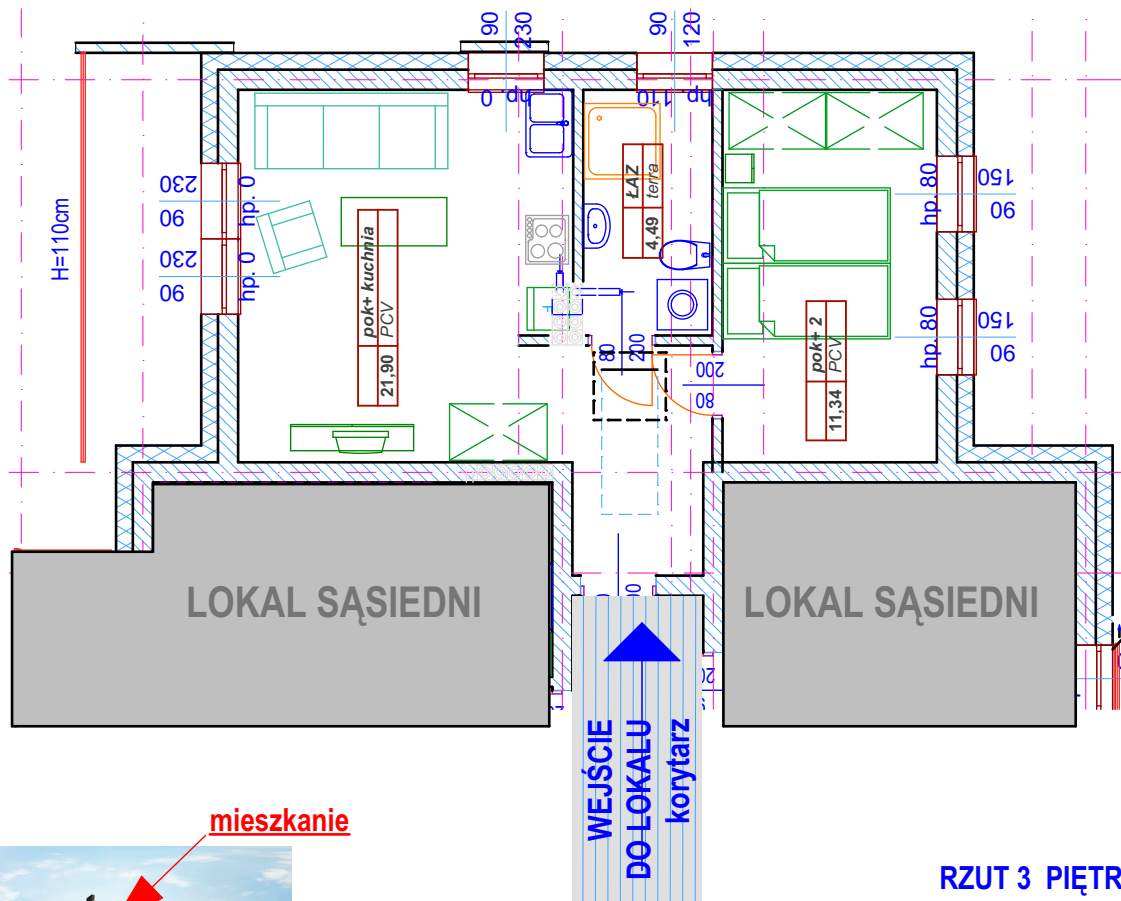 90
230
90
120
hp. 0
hp. 110
H=110cm
230
90
hp. 0
230
90
hp. 0
pok+ kuchnia
21,90
PCV
ŁAZ
4,49
terra
pok+ 2
11,34
PCV
hp. 80
150
90
hp. 80
150
90
80
200
200
80
LOKAL SĄSIEDNI
LOKAL SĄSIEDNI
WEJŚCIE
DO LOKALU
korytarz
mieszkanie
RZUT 3 PIĘTR